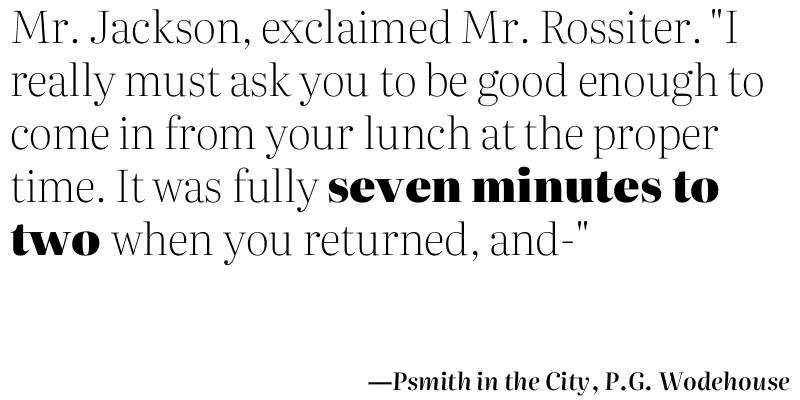 Mr. Jackson, exclaimed Mr. Rossiter. "I
really must ask you to be good enough to
come in from your lunch at the proper
time. It was fully seven minutes to
two when you returned, and-"
—Psmith in the City, P.G. Wodehouse